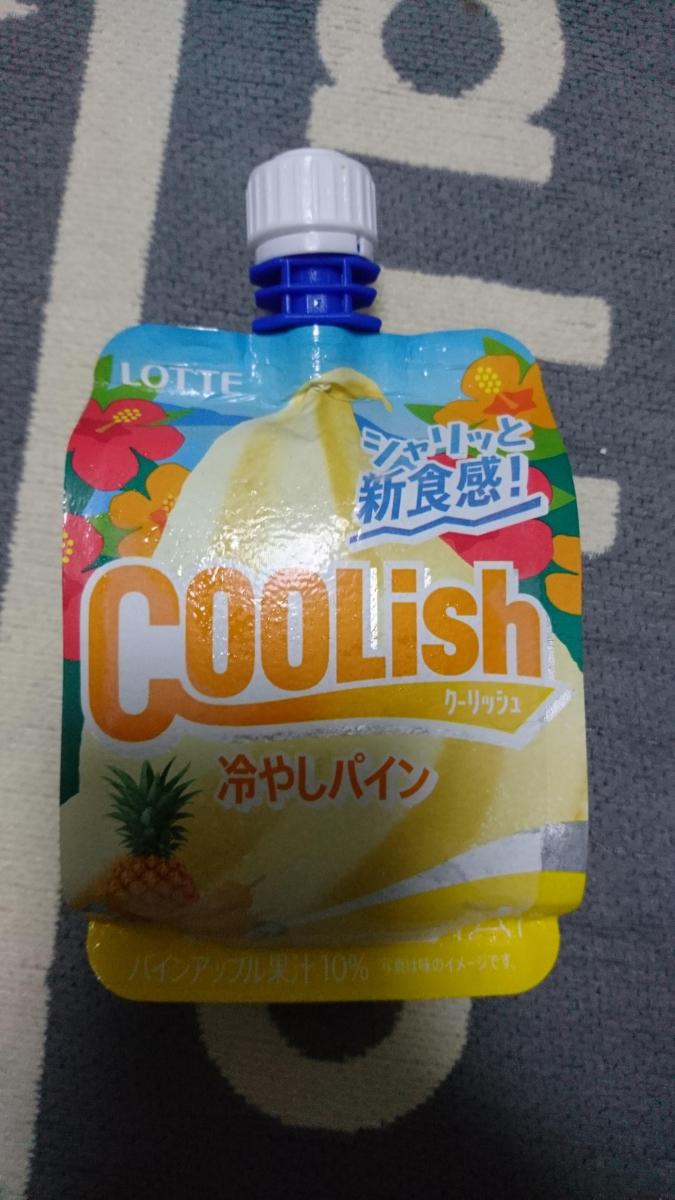 LOTTE
シャリッと
新食感!
COOLish
クーリッシュ
冷やしパイン
パインアップル果汁10% 写真は味のイメージです。